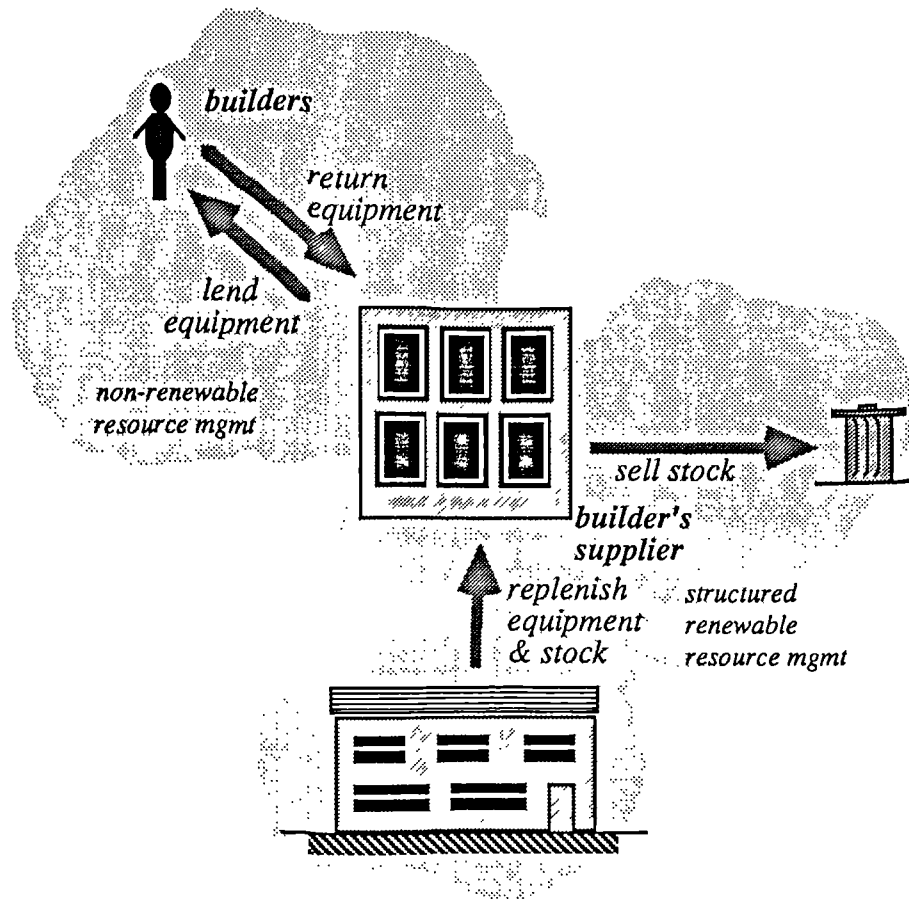 builders
return
equipment
lend
equipment
non-renewable
resource mgmt
sell stock
builder's
supplier
replenish
equipment
& stock
structured
renewable
resource mgmt